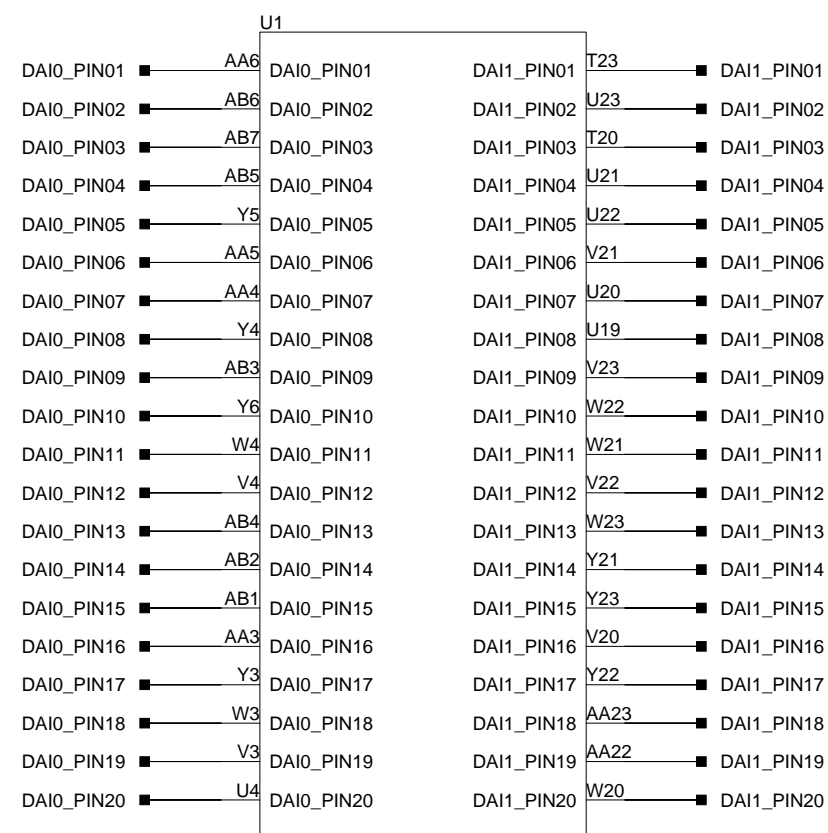 U1
DAI0_PIN01 AA6 DAI0_PIN01 DAI1_PIN01 T23 DAI1_PIN01
DAI0_PIN02 AB6 DAI0_PIN02 DAI1_PIN02 U23 DAI1_PIN02
DAI0_PIN03 AB7 DAI0_PIN03 DAI1_PIN03 T20 DAI1_PIN03
DAI0_PIN04 AB5 DAI0_PIN04 DAI1_PIN04 U21 DAI1_PIN04
DAI0_PIN05 Y5 DAI0_PIN05 DAI1_PIN05 U22 DAI1_PIN05
DAI0_PIN06 AA5 DAI0_PIN06 DAI1_PIN06 V21 DAI1_PIN06
DAI0_PIN07 AA4 DAI0_PIN07 DAI1_PIN07 U20 DAI1_PIN07
DAI0_PIN08 Y4 DAI0_PIN08 DAI1_PIN08 U19 DAI1_PIN08
DAI0_PIN09 AB3 DAI0_PIN09 DAI1_PIN09 V23 DAI1_PIN09
DAI0_PIN10 Y6 DAI0_PIN10 DAI1_PIN10 W22 DAI1_PIN10
DAI0_PIN11 W4 DAI0_PIN11 DAI1_PIN11 W21 DAI1_PIN11
DAI0_PIN12 V4 DAI0_PIN12 DAI1_PIN12 V22 DAI1_PIN12
DAI0_PIN13 AB4 DAI0_PIN13 DAI1_PIN13 W23 DAI1_PIN13
DAI0_PIN14 AB2 DAI0_PIN14 DAI1_PIN14 Y21 DAI1_PIN14
DAI0_PIN15 AB1 DAI0_PIN15 DAI1_PIN15 Y23 DAI1_PIN15
DAI0_PIN16 AA3 DAI0_PIN16 DAI1_PIN16 V20 DAI1_PIN16
DAI0_PIN17 Y3 DAI0_PIN17 DAI1_PIN17 Y22 DAI1_PIN17
DAI0_PIN18 W3 DAI0_PIN18 DAI1_PIN18 AA23 DAI1_PIN18
DAI0_PIN19 V3 DAI0_PIN19 DAI1_PIN19 AA22 DAI1_PIN19
DAI0_PIN20 U4 DAI0_PIN20 DAI1_PIN20 W20 DAI1_PIN20